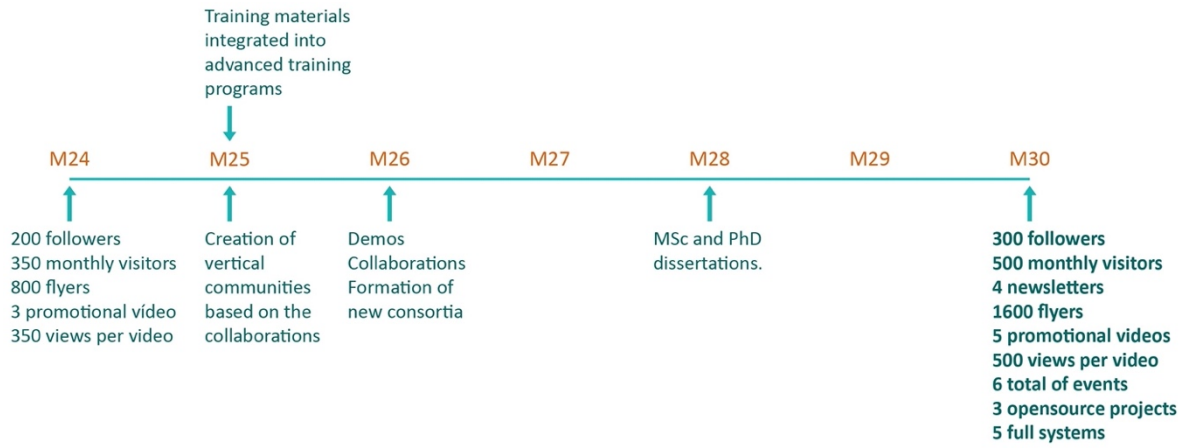 Training materials
integrated into
advanced training
programs
M24
M25
M26
M27
M28
M29
M30
200 followers
350 monthly visitors
800 flyers
3 promotional vídeo
350 views per video
Creation of
vertical
communities
based on the
collaborations
Demos
Collaborations
Formation of
new consortia
MSc and PhD
dissertations.
300 followers
500 monthly visitors
4 newsletters
1600 flyers
5 promotional videos
500 views per video
6 total of events
3 opensource projects
5 full systems